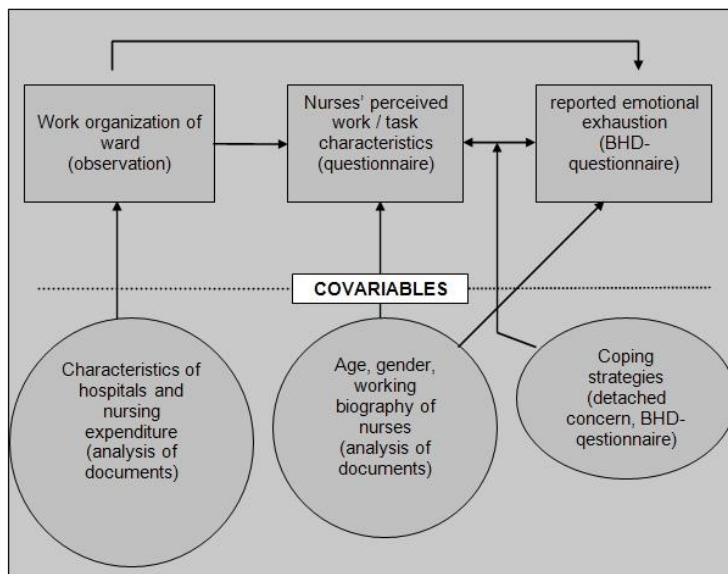 Work organization of
ward
(observation)
Nurses' perceived
work / task
characteristics
(questionnaire)
reported emotional
exhaustion
(BHD-
questionnaire)
COVARIABLES
Characteristics of
hospitals and
nursing
expenditure
(analysis of
documents)
Age, gender,
working
biography of
nurses
(analysis of
documents)
Coping
strategies
(detached
concern, BHD-
qestionnaire)